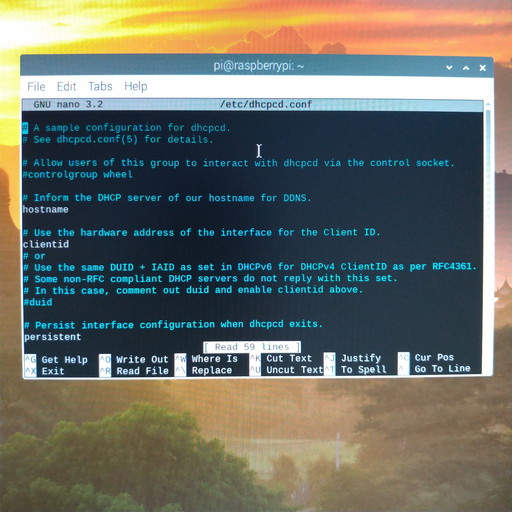 pi@raspberrypi: ~
File Edit Tabs Help
GNU nano 3.2 /etc/dhcpcd.conf
# A sample configuration for dhcpcd.
# See dhcpcd.conf(5) for details.
# Allow users of this group to interact with dhcpcd via the control socket.
#controlgroup wheel
# Inform the DHCP server of our hostname for DDNS.
hostname
# Use the hardware address of the interface for the Client ID.
clientid
# or
# Use the same DUID + IAID as set in DHCPv6 for DHCPv4 ClientID as per RFC4361.
# Some non-RFC compliant DHCP servers do not reply with this set.
# In this case, comment out duid and enable clientid above.
#duid
# Persist interface configuration when dhcpcd exits.
persistent
[ Read 59 lines ]
^G Get Help ^O Write Out ^W Where Is ^K Cut Text ^J Justify ^C Cur Pos
^X Exit ^R Read File ^\ Replace ^U Uncut Text ^T To Spell Go To Line